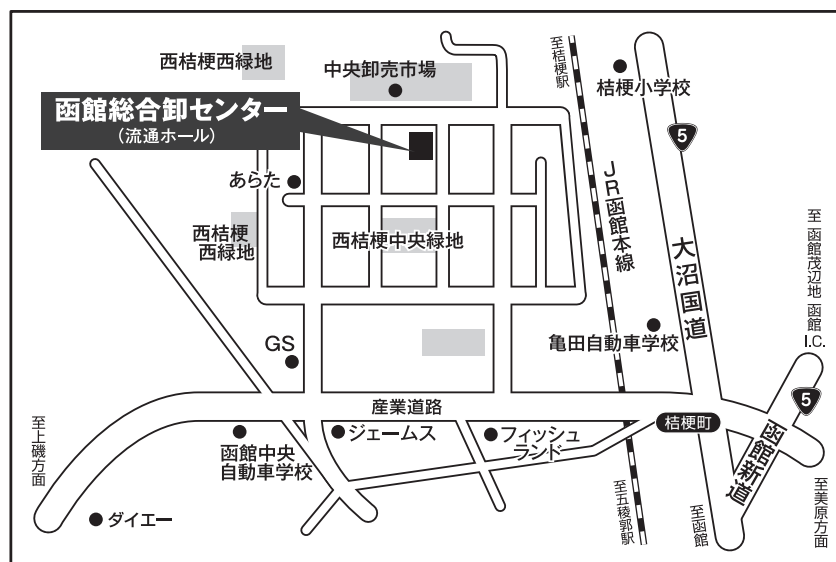 西桔梗西緑地
中央卸売市場
至桔梗駅
桔梗小学校
函館総合卸センター
(流通ホール)
5
あらた
JR函館本線
西桔梗
西緑地
西桔梗中央緑地
大沼国道
至 函館茂辺地 函館 I.C.
GS
亀田自動車学校
5
産業道路
桔梗町
至上磯方面
函館中央
自動車学校
ジェームス
フィッシュ
ランド
函館新道
ダイエー
至五稜郭駅
至函館
至美原方面